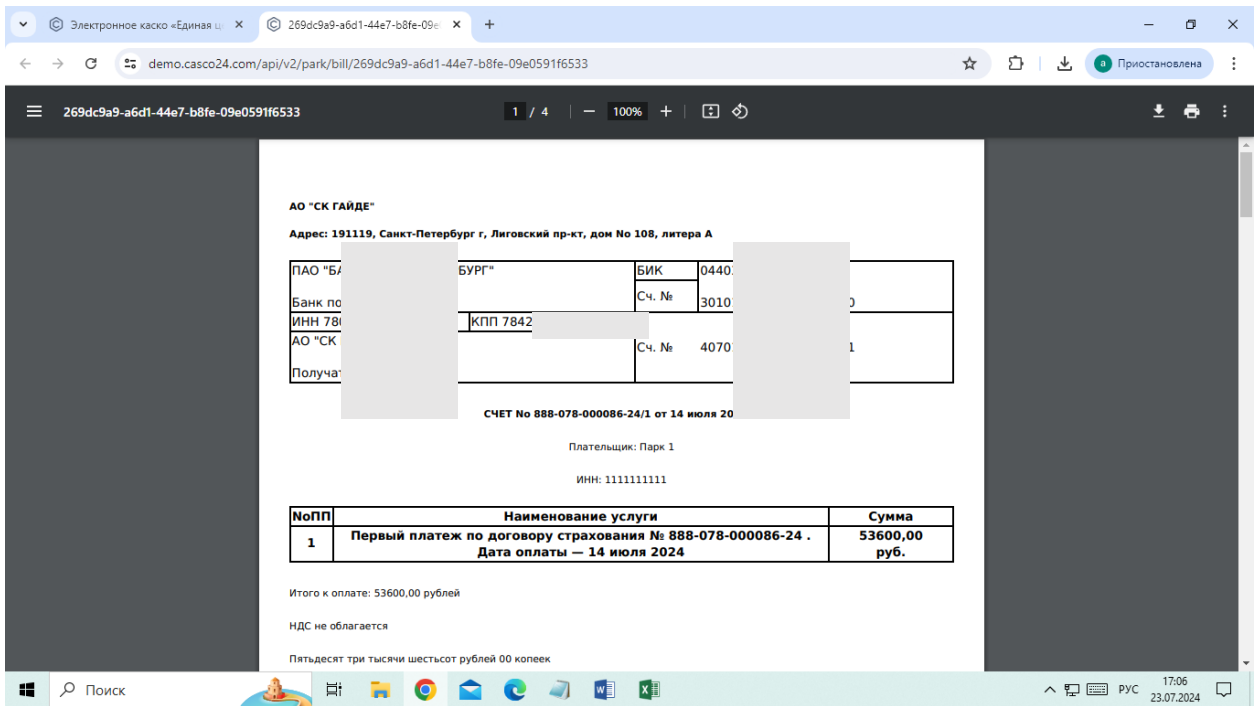 Электронное каско «Единая ц
269dc9a9-a6d1-44e7-b8fe-09e
demo.casco24.com/api/v2/park/bill/269dc9a9-a6d1-44e7-b8fe-09e0591f6533
a Приостановлена
269dc9a9-a6d1-44e7-b8fe-09e0591f6533 1 / 4 100%
АО "СК ГАЙДЕ"
Адрес: 191119, Санкт-Петербург г, Лиговский пр-кт, дом No 108, литера А
ПАО "БА БУРГ" БИК 0440
Банк по Сч. № 3010 0
ИНН 780 КПП 7842
АО "СК Сч. № 4070 1
Получат
СЧЕТ No 888-078-000086-24/1 от 14 июля 20
Плательщик: Парк 1
ИНН: 1111111111
NoПП Наименование услуги Сумма
1 Первый платеж по договору страхования № 888-078-000086-24 . 53600,00
Дата оплаты — 14 июля 2024 руб.
Итого к оплате: 53600,00 рублей
НДС не облагается
Пятьдесят три тысячи шестьсот рублей 00 копеек
Поиск
РУС
17:06
23.07.2024